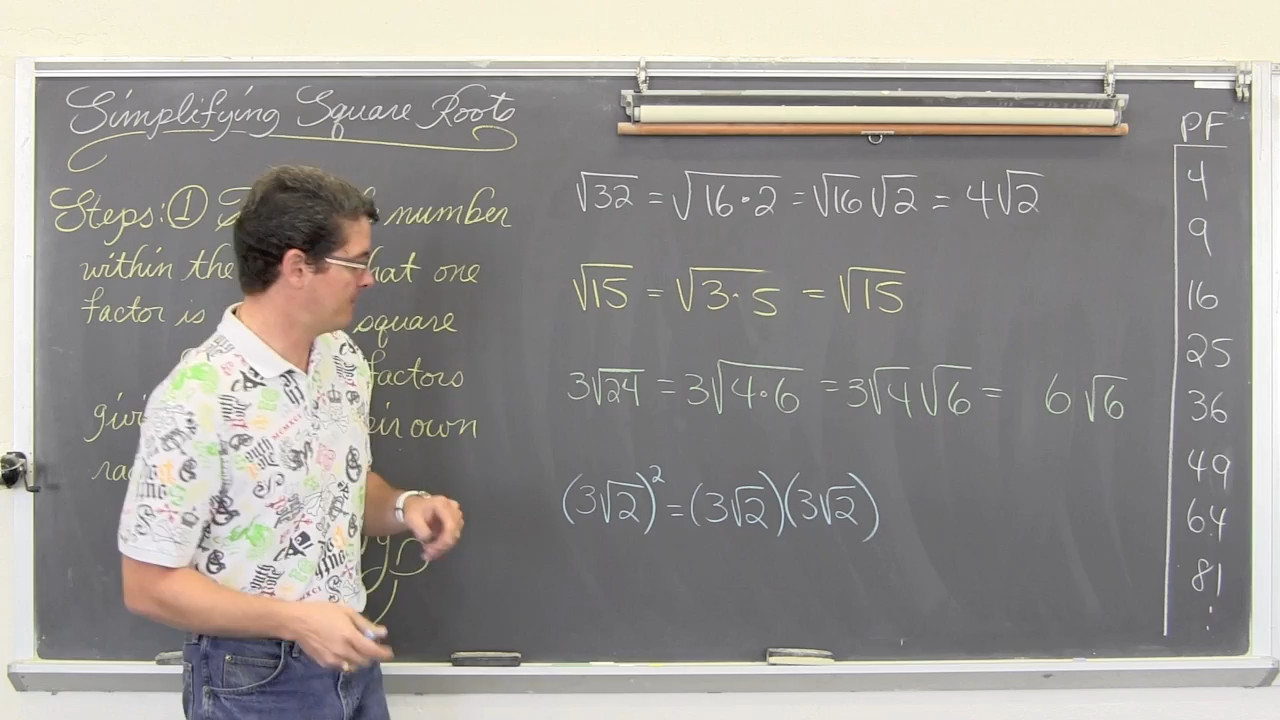 Simplifying Square Roots
Steps: ① number
within the that one
factor is square
factors
their own
√32 = √16·2 = √16 √2 = 4√2
√15 = √3·5 = √15
3√24 = 3√4·6 = 3√4 √6 = 6√6
(3√2)² = (3√2)(3√2)
PF
4
9
16
25
36
49
64
81